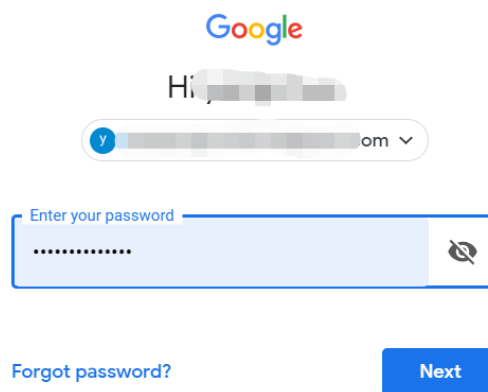 Google
Hi,
y om
Enter your password
••••••••••••••
Forgot password?
Next